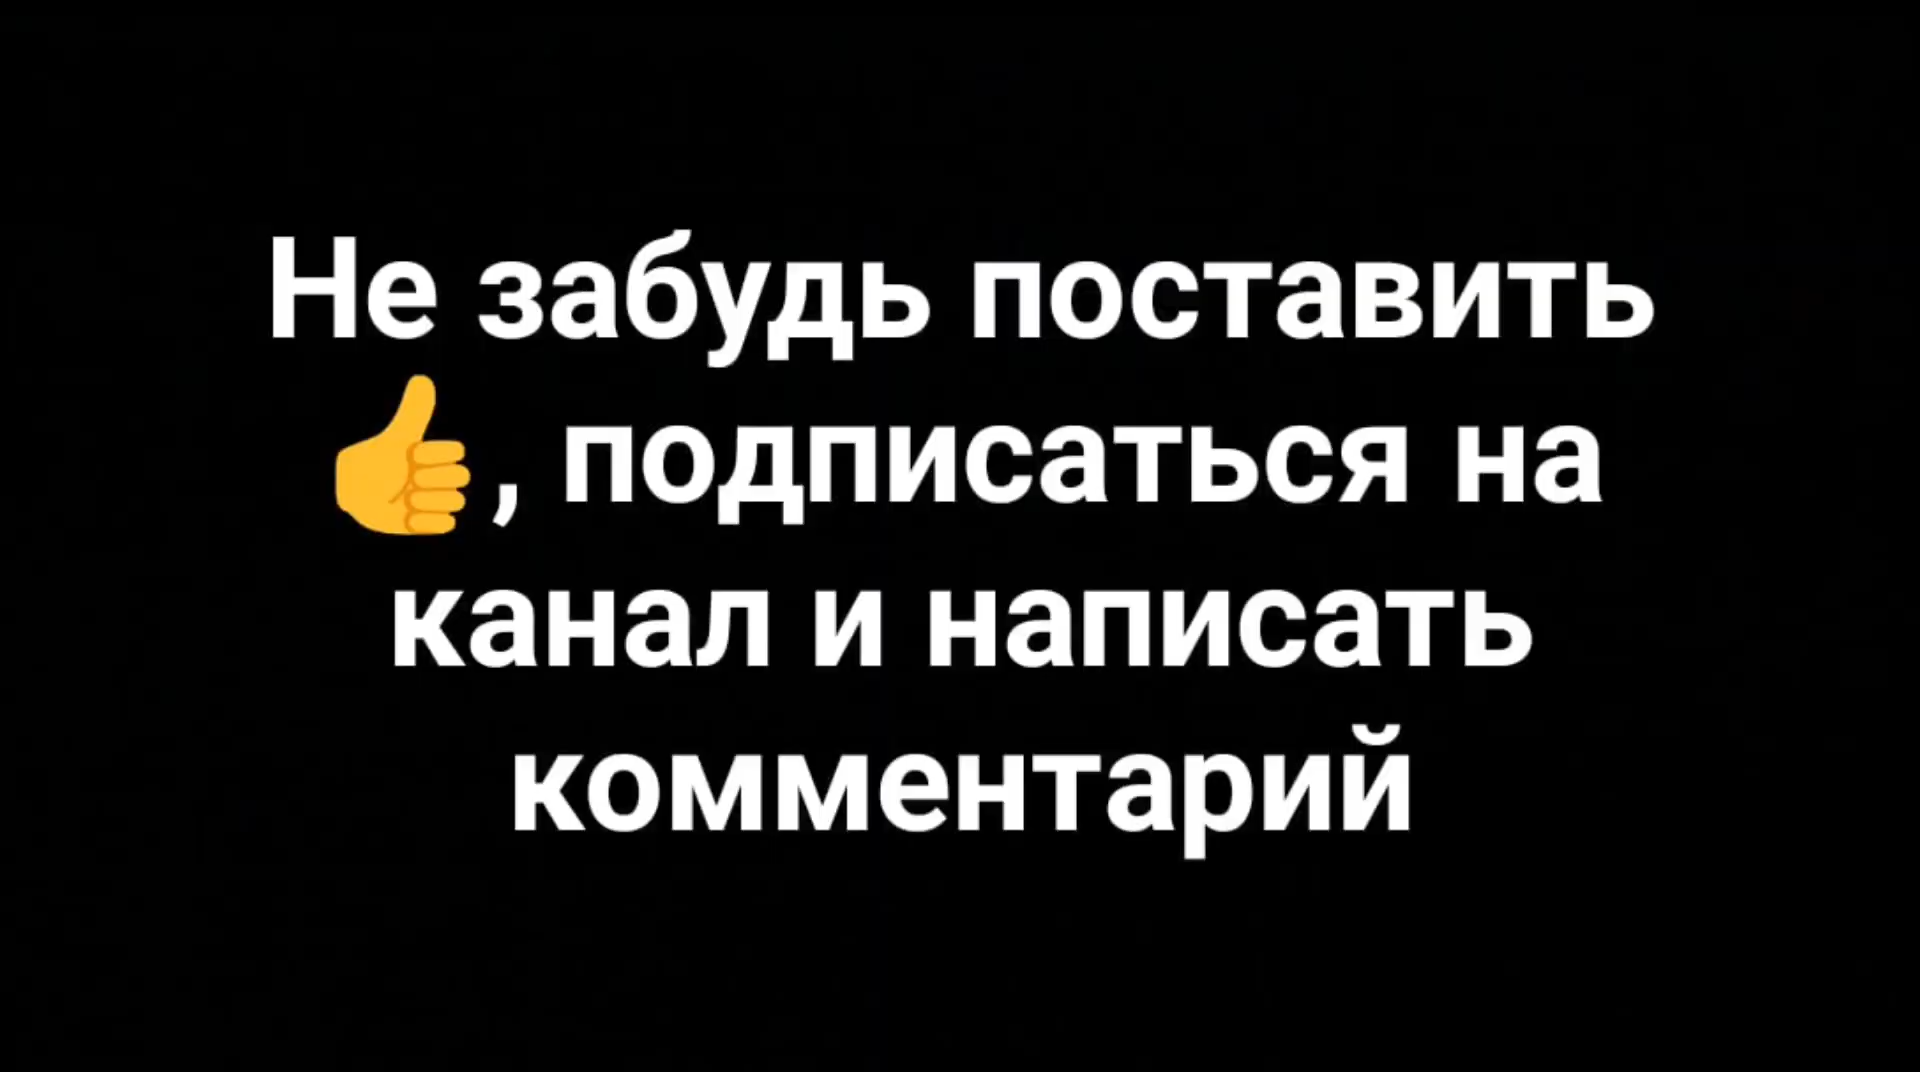 Не забудь поставить
👍, подписаться на
канал и написать
комментарий